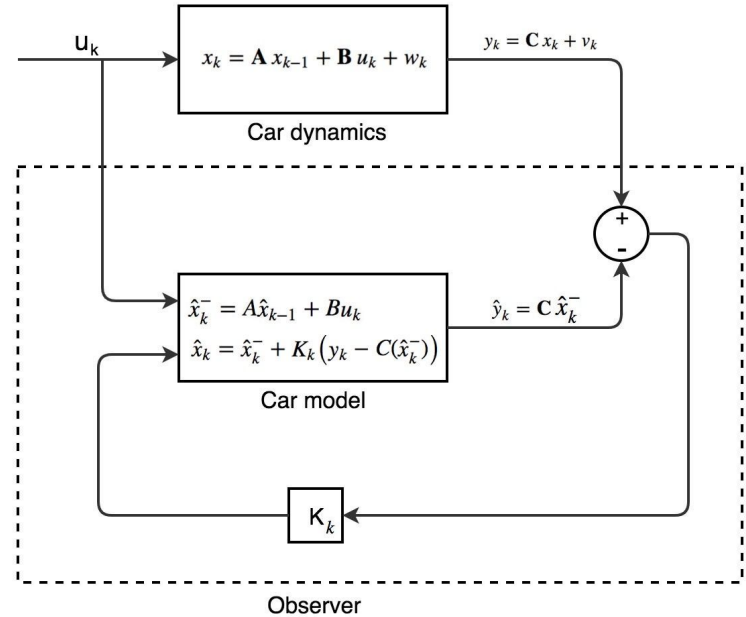 u_k
x_k = A x_{k−1} + B u_k + w_k
y_k = C x_k + v_k
Car dynamics
+
-
x̂_k^− = Ax̂_{k−1} + Bu_k
x̂_k = x̂_k^− + K_k(y_k − C(x̂_k^−))
ŷ_k = C x̂_k^−
Car model
K_k
Observer